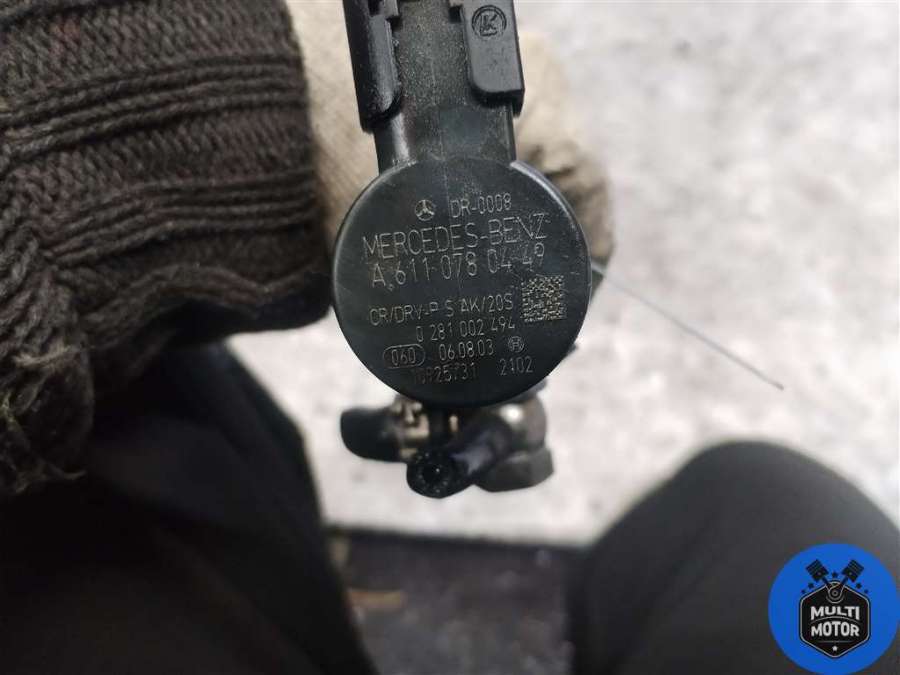 DR-0008
MERCEDES-BENZ
A 611 078 04 49
CR/DRV-P S AK/20S
0 281 002 494
060 06.08.03
2102
MULTI
MOTOR